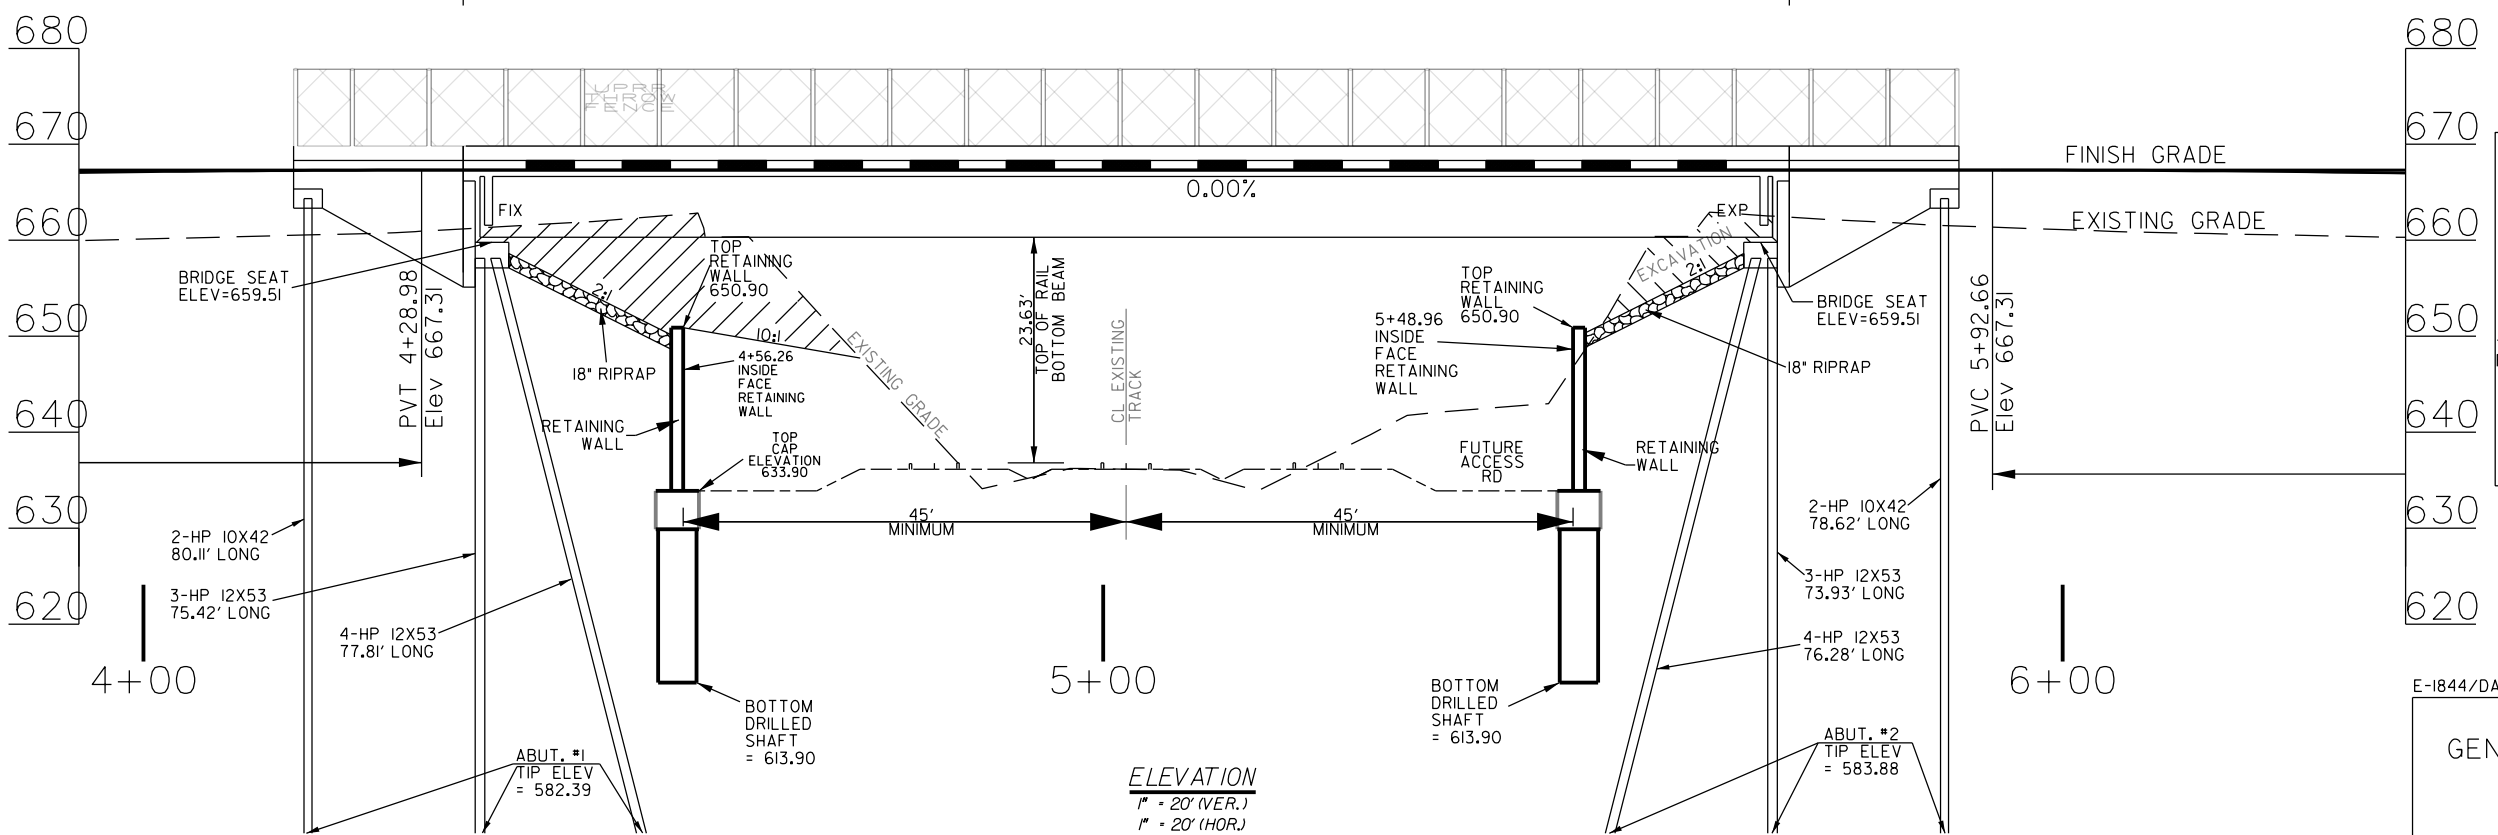 680
680
UPRR
THROW
FENCE
670
670
FINISH GRADE
0.00%
FIX
EXP
660
660
EXISTING GRADE
TOP
RETAINING
WALL
650.90
EXCAVATION
BRIDGE SEAT
ELEV=659.51
PVT 4+28.98
Elev 667.31
2:1
10:1
23.63'
TOP OF RAIL
BOTTOM BEAM
TOP
RETAINING
WALL
650.90
2:1
BRIDGE SEAT
ELEV=659.51
PVC 5+92.66
Elev 667.31
650
650
5+48.96
INSIDE
FACE
RETAINING
WALL
18" RIPRAP
4+56.26
INSIDE
FACE
RETAINING
WALL
EXISTING GRADE
CL EXISTING
TRACK
18" RIPRAP
640
640
RETAINING
WALL
TOP
CAP
ELEVATION
633.90
FUTURE
ACCESS
RD
RETAINING
WALL
630
630
45'
MINIMUM
45'
MINIMUM
2-HP 10X42
80.11' LONG
2-HP 10X42
78.62' LONG
3-HP 12X53
75.42' LONG
3-HP 12X53
73.93' LONG
620
620
4-HP 12X53
77.81' LONG
4-HP 12X53
76.28' LONG
4+00
5+00
6+00
BOTTOM
DRILLED
SHAFT
= 613.90
BOTTOM
DRILLED
SHAFT
= 613.90
E-1844/DA
GEN
ABUT. #1
TIP ELEV
= 582.39
ABUT. #2
TIP ELEV
= 583.88
ELEVATION
1" = 20' (VER.)
1" = 20' (HOR.)